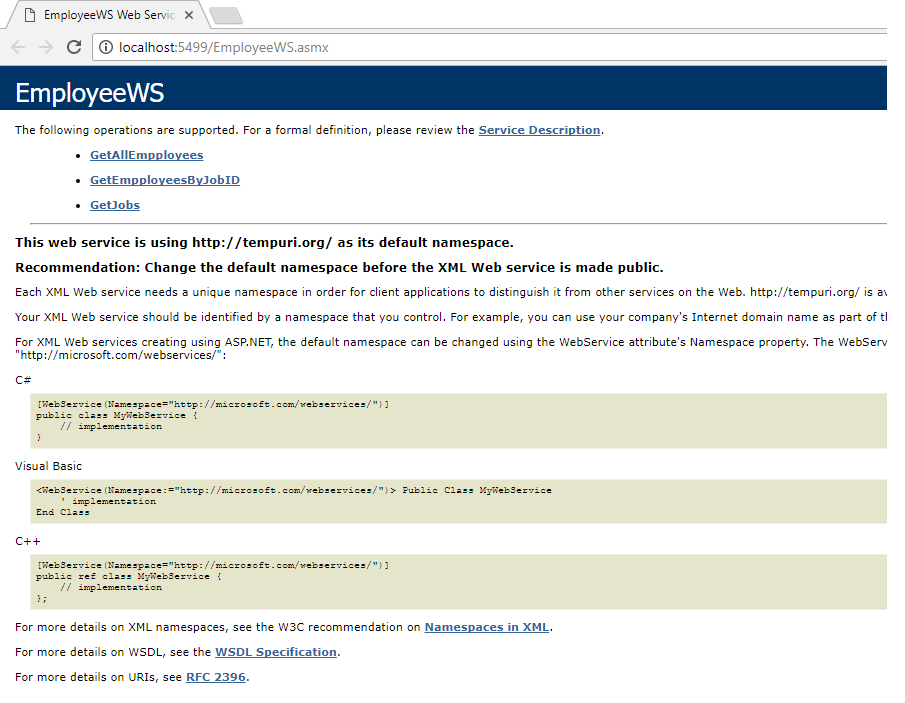 EmployeeWS Web Servic
localhost:5499/EmployeeWS.asmx
EmployeeWS
The following operations are supported. For a formal definition, please review the Service Description.
GetAllEmpployees
GetEmpployeesByJobID
GetJobs
This web service is using http://tempuri.org/ as its default namespace.
Recommendation: Change the default namespace before the XML Web service is made public.
Each XML Web service needs a unique namespace in order for client applications to distinguish it from other services on the Web. http://tempuri.org/ is
Your XML Web service should be identified by a namespace that you control. For example, you can use your company's Internet domain name as part of
For XML Web services creating using ASP.NET, the default namespace can be changed using the WebService attribute's Namespace property. The WebServ
"http://microsoft.com/webservices/":
C#
[WebService(Namespace="http://microsoft.com/webservices/")]
public class MyWebService {
// implementation
}
Visual Basic
<WebService(Namespace:="http://microsoft.com/webservices/")> Public Class MyWebService
' implementation
End Class
C++
[WebService(Namespace="http://microsoft.com/webservices/")]
public ref class MyWebService {
// implementation
};
For more details on XML namespaces, see the W3C recommendation on Namespaces in XML.
For more details on WSDL, see the WSDL Specification.
For more details on URIs, see RFC 2396.